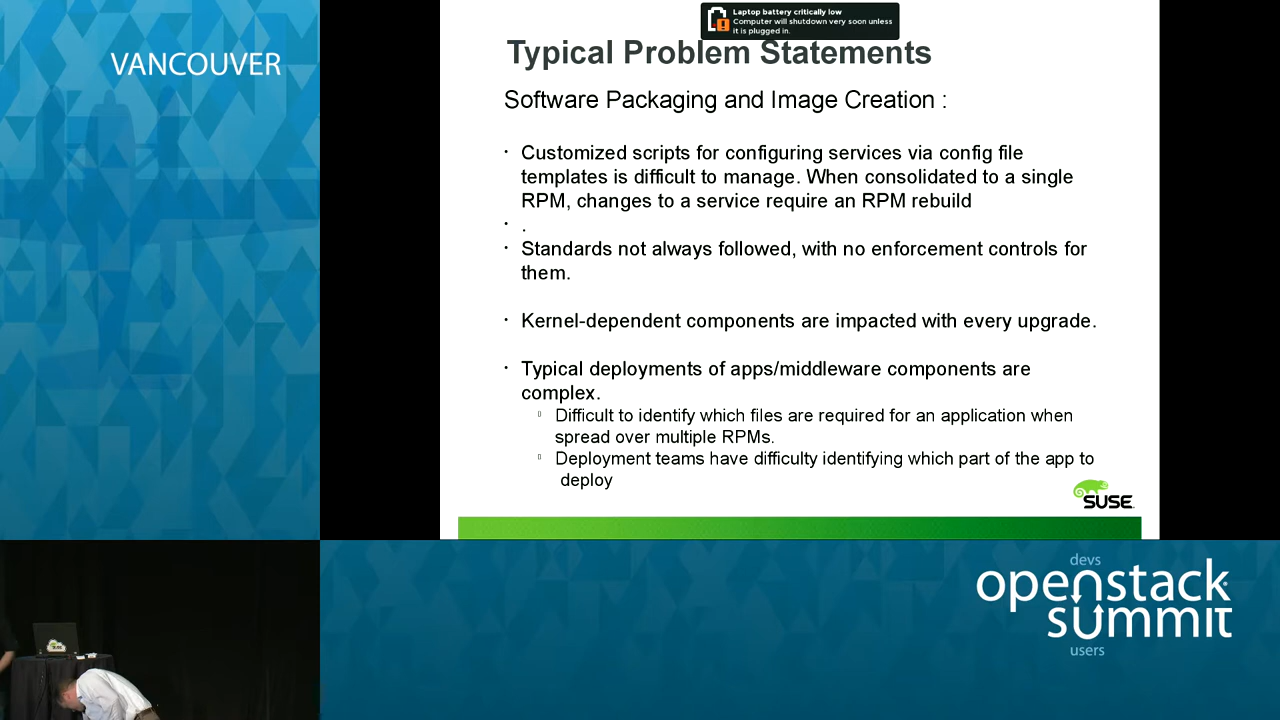 VANCOUVER
Laptop battery critically low
Computer will shutdown very soon unless
it is plugged in.
Typical Problem Statements
Software Packaging and Image Creation :
• Customized scripts for configuring services via config file
templates is difficult to manage. When consolidated to a single
RPM, changes to a service require an RPM rebuild
• .
• Standards not always followed, with no enforcement controls for
them.
• Kernel-dependent components are impacted with every upgrade.
• Typical deployments of apps/middleware components are
complex.
Difficult to identify which files are required for an application when
spread over multiple RPMs.
Deployment teams have difficulty identifying which part of the app to
deploy
SUSE
SUSE
devs
openstack
summit
users